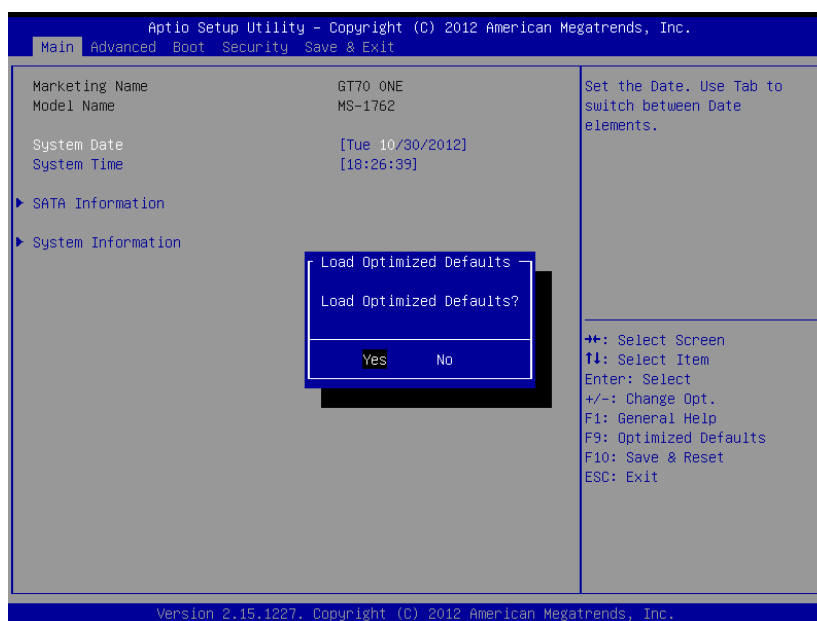 Aptio Setup Utility – Copyright (C) 2012 American Megatrends, Inc.
Main Advanced Boot Security Save & Exit
Marketing Name GT70 ONE
Model Name MS-1762
System Date [Tue 10/30/2012]
System Time [18:26:39]
SATA Information
System Information
Load Optimized Defaults
Load Optimized Defaults?
Yes No
Set the Date. Use Tab to
switch between Date
elements.
→←: Select Screen
↑↓: Select Item
Enter: Select
+/-: Change Opt.
F1: General Help
F9: Optimized Defaults
F10: Save & Reset
ESC: Exit
Version 2.15.1227. Copyright (C) 2012 American Megatrends, Inc.